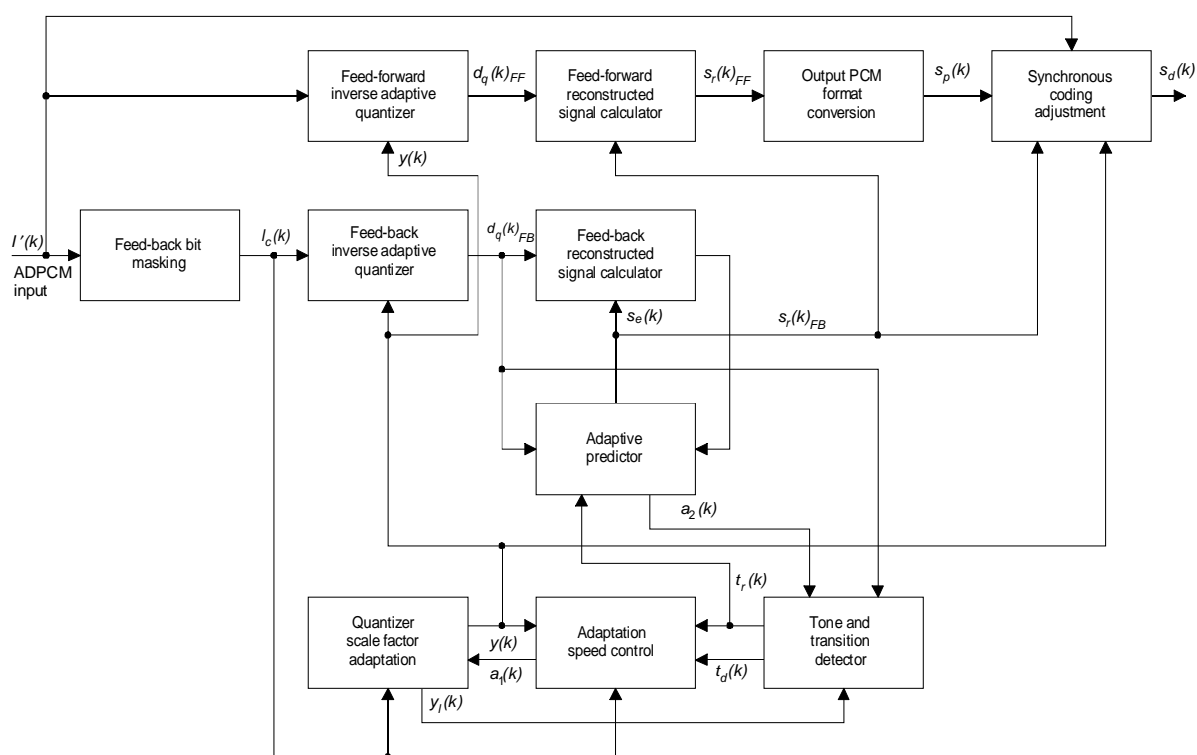 Feed-forward
inverse adaptive
quantizer
d_q(k)_FF
Feed-forward
reconstructed
signal calculator
s_r(k)_FF
Output PCM
format
conversion
s_p(k)
Synchronous
coding
adjustment
s_d(k)
y(k)
I'(k)
ADPCM
input
Feed-back bit
masking
I_c(k)
Feed-back
inverse adaptive
quantizer
d_q(k)_FB
Feed-back
reconstructed
signal calculator
s_e(k)
s_r(k)_FB
Adaptive
predictor
a_2(k)
t_r(k)
Quantizer
scale factor
adaptation
y(k)
a_1(k)
Adaptation
speed control
t_d(k)
Tone and
transition
detector
y_l(k)